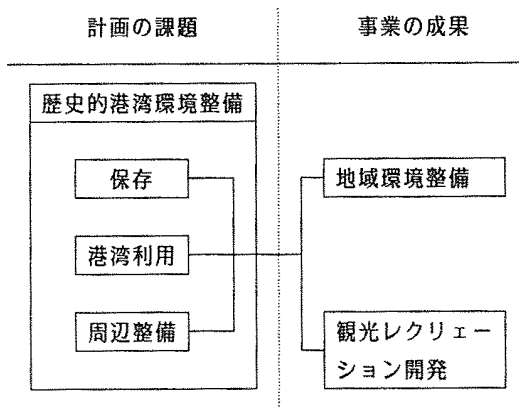 計画の課題
事業の成果
歴史的港湾環境整備
保存
港湾利用
周辺整備
地域環境整備
観光レクリェー
ション開発